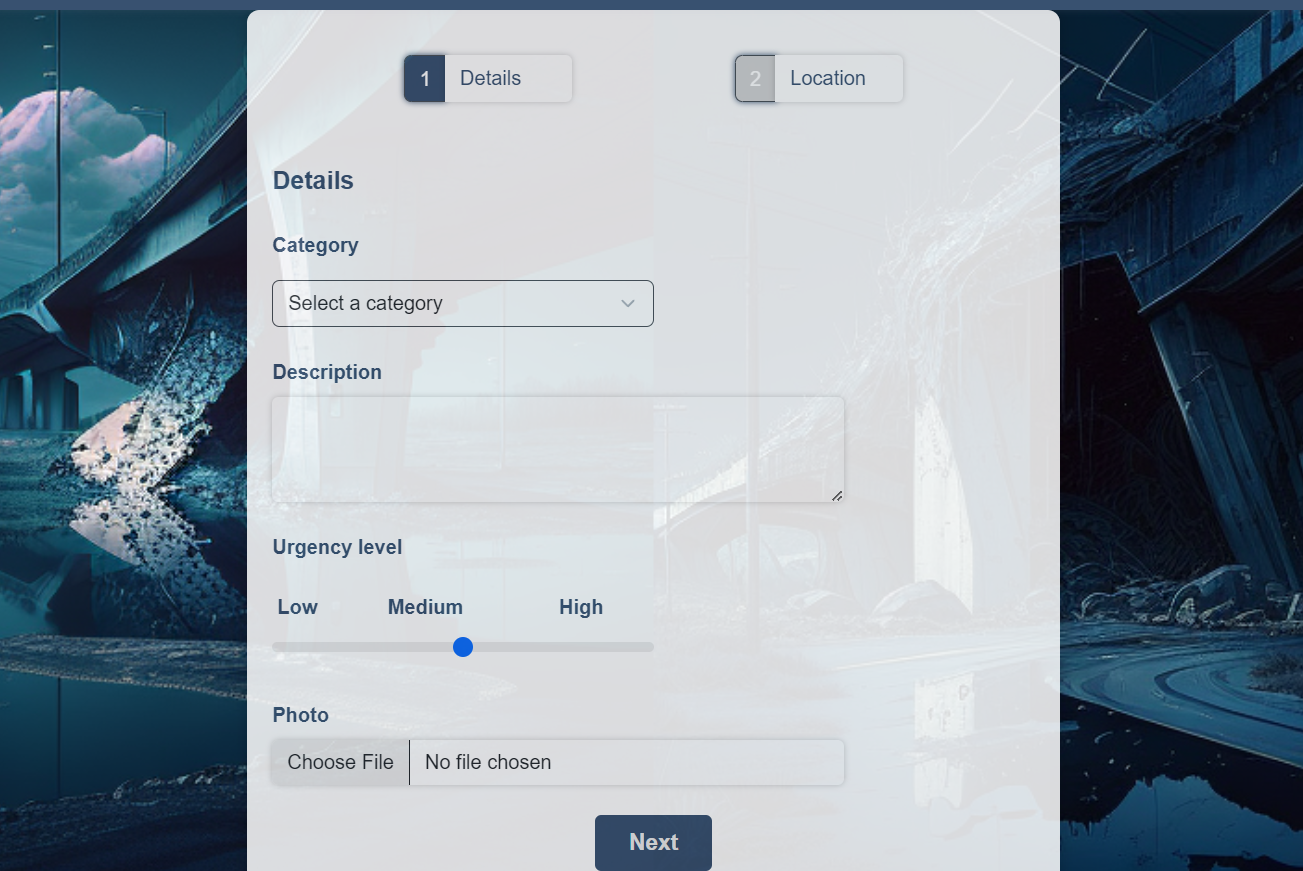 1 Details 2 Location
Details
Category
Select a category
Description
Urgency level
Low Medium High
Photo
Choose File No file chosen
Next